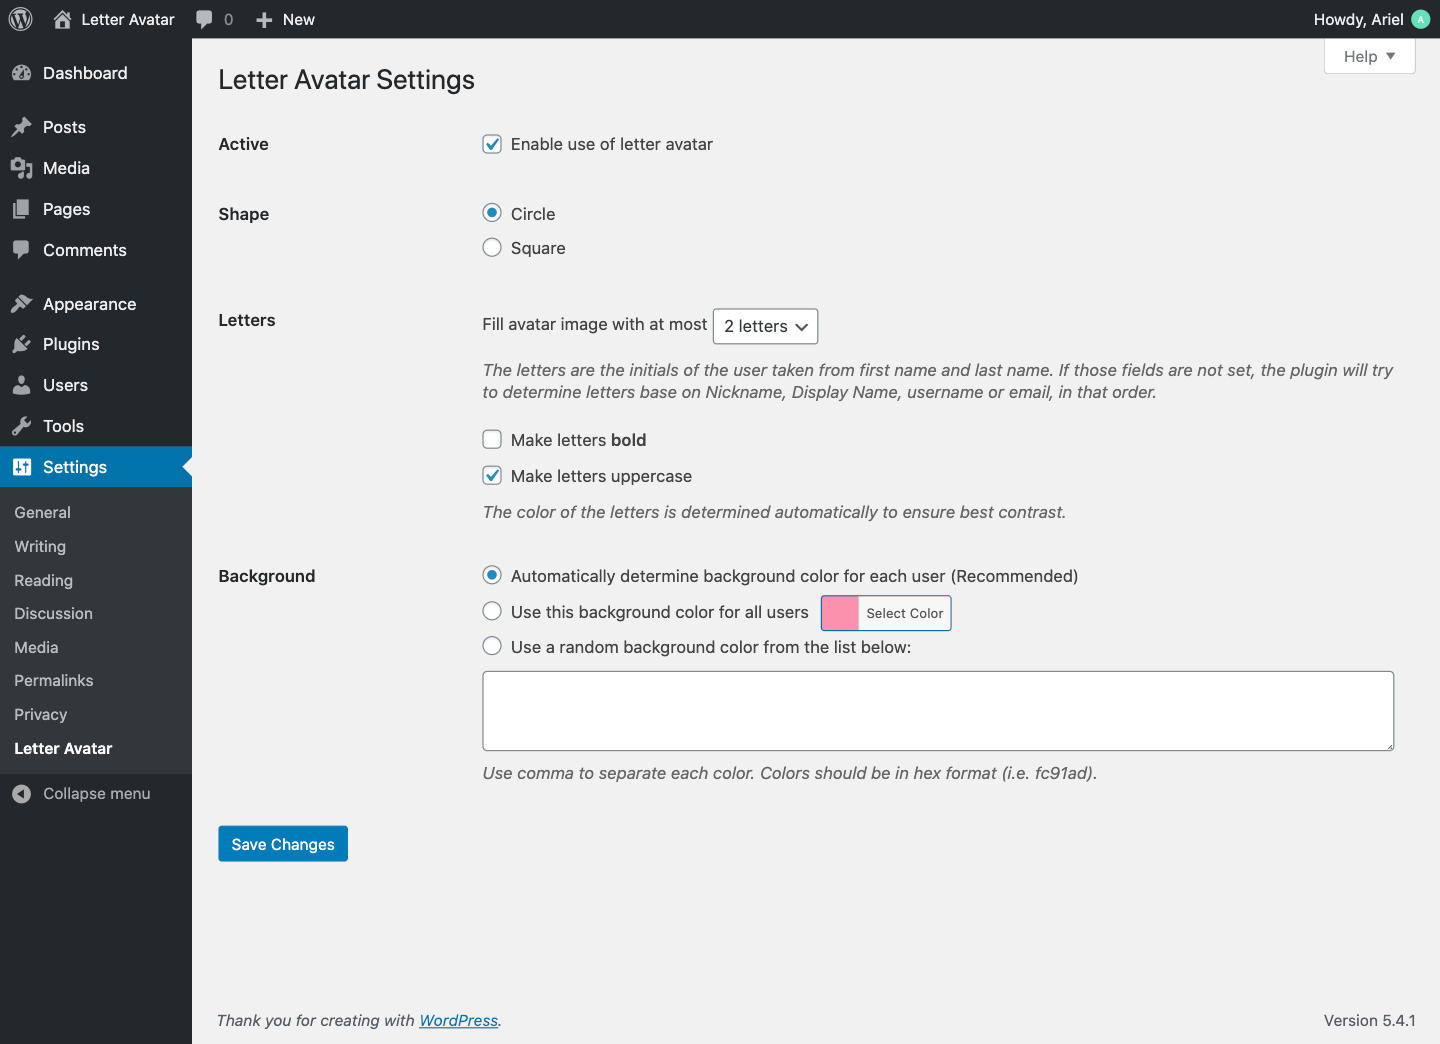 Letter Avatar
0
New
Howdy, Ariel
A
Help
Dashboard
Posts
Media
Pages
Comments
Appearance
Plugins
Users
Tools
Settings
General
Writing
Reading
Discussion
Media
Permalinks
Privacy
Letter Avatar
Collapse menu
Letter Avatar Settings
Active
Enable use of letter avatar
Shape
Circle
Square
Letters
Fill avatar image with at most 2 letters
The letters are the initials of the user taken from first name and last name. If those fields are not set, the plugin will try
to determine letters base on Nickname, Display Name, username or email, in that order.
Make letters bold
Make letters uppercase
The color of the letters is determined automatically to ensure best contrast.
Background
Automatically determine background color for each user (Recommended)
Use this background color for all users Select Color
Use a random background color from the list below:
Use comma to separate each color. Colors should be in hex format (i.e. fc91ad).
Save Changes
Thank you for creating with WordPress.
Version 5.4.1